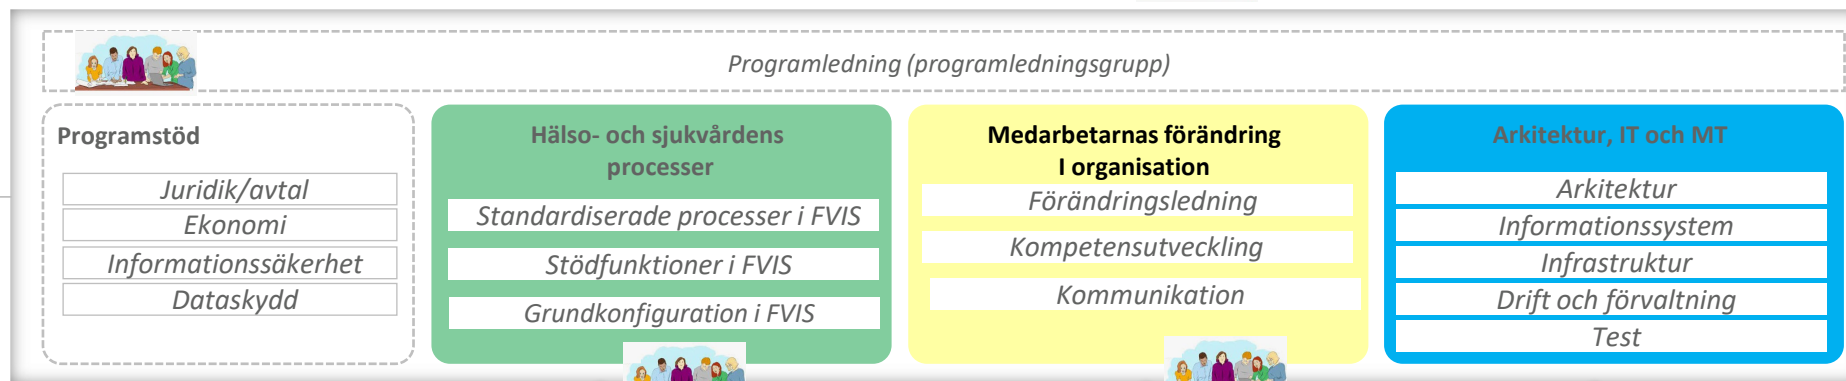 Programledning (programledningsgrupp)
Programstöd
Juridik/avtal
Ekonomi
Informationssäkerhet
Dataskydd
Hälso- och sjukvårdens
processer
Standardiserade processer i FVIS
Stödfunktioner i FVIS
Grundkonfiguration i FVIS
Medarbetarnas förändring
I organisation
Förändringsledning
Kompetensutveckling
Kommunikation
Arkitektur, IT och MT
Arkitektur
Informationssystem
Infrastruktur
Drift och förvaltning
Test